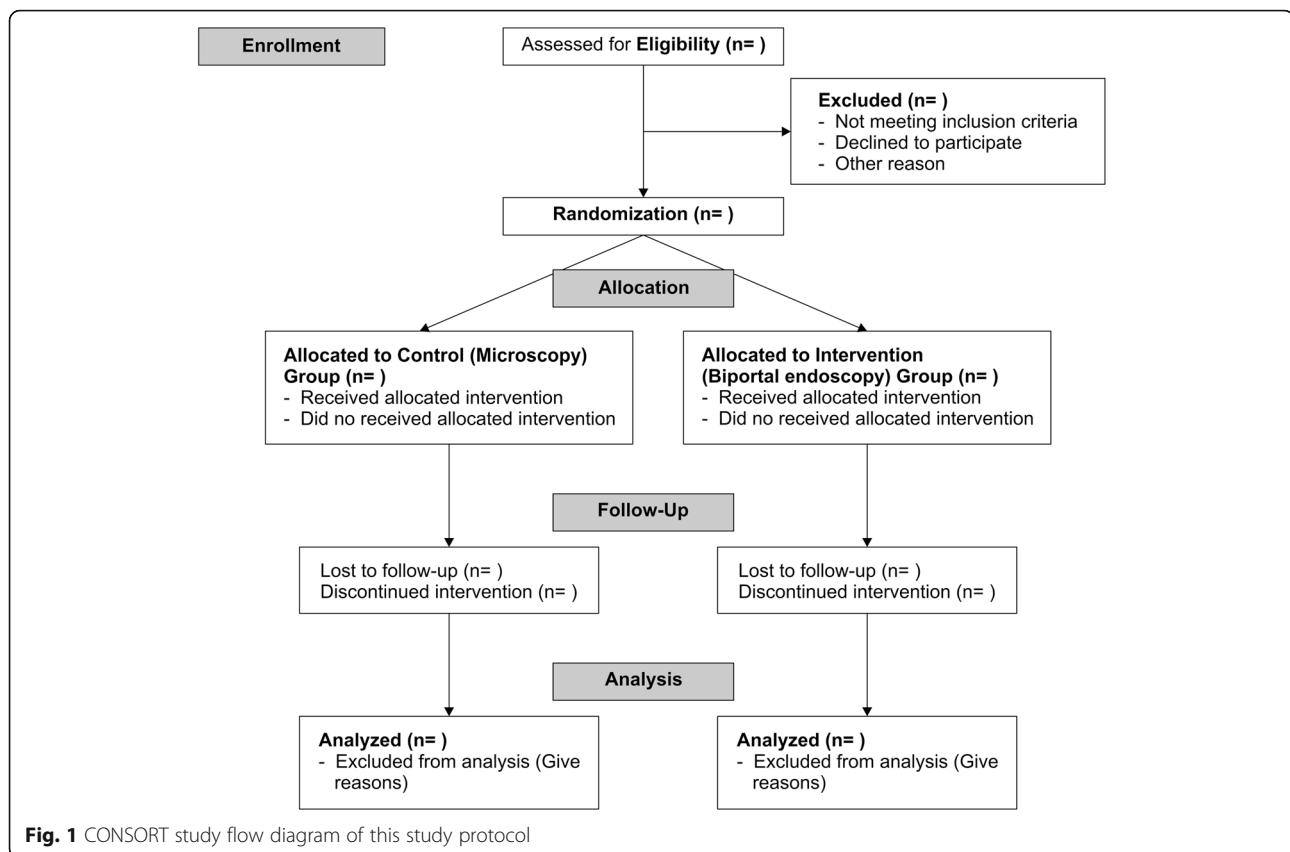 Enrollment
Assessed for Eligibility (n= )
Excluded (n= )
- Not meeting inclusion criteria
- Declined to participate
- Other reason
Randomization (n= )
Allocation
Allocated to Control (Microscopy)
Group (n= )
- Received allocated intervention
- Did no received allocated intervention
Allocated to Intervention
(Biportal endoscopy) Group (n= )
- Received allocated intervention
- Did no received allocated intervention
Follow-Up
Lost to follow-up (n= )
Discontinued intervention (n= )
Lost to follow-up (n= )
Discontinued intervention (n= )
Analysis
Analyzed (n= )
- Excluded from analysis (Give
reasons)
Analyzed (n= )
- Excluded from analysis (Give
reasons)
Fig. 1 CONSORT study flow diagram of this study protocol